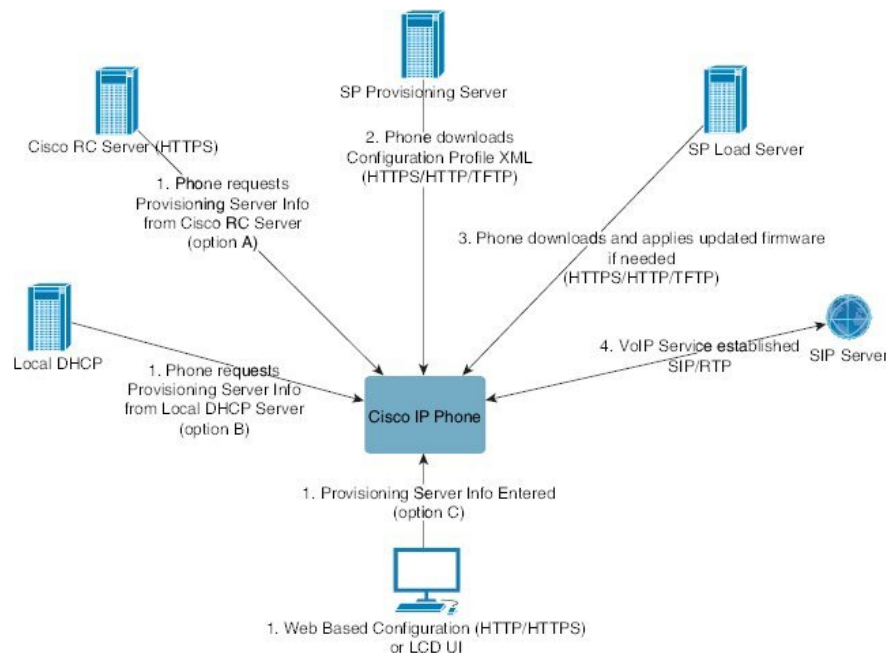 SP Provisioning Server
Cisco RC Server (HTTPS)
SP Load Server
2. Phone downloads
Configuration Profile XML
(HTTPS/HTTP/TFTP)
1. Phone requests
Provisioning Server Info
from Cisco RC Server
(option A)
3. Phone downloads and applies updated firmware
if needed
(HTTPS/HTTP/TFTP)
Local DHCP
1. Phone requests
Provisioning Server Info
from Local DHCP Server
(option B)
4. VoIP Service established
SIP/RTP
SIP Server
Cisco IP Phone
1. Provisioning Server Info Entered
(option C)
1. Web Based Configuration (HTTP/HTTPS)
or LCD UI